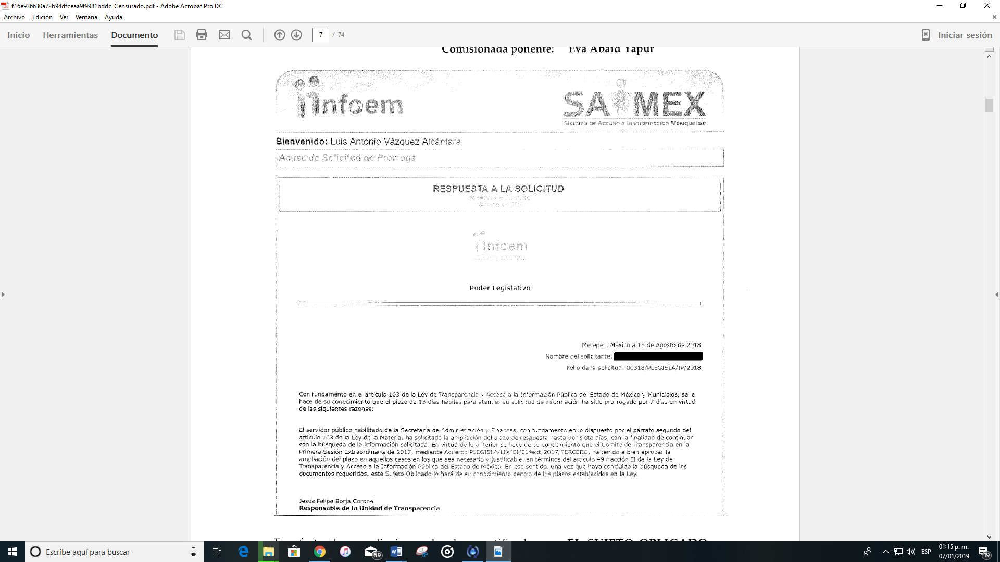 f16e936630a72b94dfceaa9f9981bddc_Censurado.pdf - Adobe Acrobat Pro DC
Archivo Edición Ver Ventana Ayuda
Inicio Herramientas Documento 7 / 74 Iniciar sesión
Comisionada ponente: Eva Abaid Yapur
infoem SAIMEX
Sistema de Acceso a la Información Mexiquense
Bienvenido: Luis Antonio Vázquez Alcántara
Acuse de Solicitud de Prorroga
RESPUESTA A LA SOLICITUD
infoem
Poder Legislativo
Metepec, México a 15 de Agosto de 2018
Nombre del solicitante:
Folio de la solicitud: 00318/PLEGISLA/IP/2018
Con fundamento en el artículo 163 de la Ley de Transparencia y Acceso a la Información Pública del Estado de México y Municipios, se le
hace de su conocimiento que el plazo de 15 días hábiles para atender su solicitud de información ha sido prorrogado por 7 días en virtud
de las siguientes razones:
El servidor público habilitado de la Secretaría de Administración y Finanzas, con fundamento en lo dispuesto por el párrafo segundo del
artículo 163 de la Ley de la Materia, ha solicitado la ampliación del plazo de respuesta hasta por siete días, con la finalidad de continuar
con la búsqueda de la información solicitada. En virtud de lo anterior se hace de su conocimiento que el Comité de Transparencia en la
Primera Sesión Extraordinaria de 2017, mediante Acuerdo PLEGISLA/LIX/CI/01ªext/2017/TERCERO, ha tenido a bien aprobar la
ampliación del plazo en aquellos casos en los que sea necesario y justificable, en términos del artículo 49 fracción II de la Ley de
Transparencia y Acceso a la Información Pública del Estado de México. En ese sentido, una vez que haya concluido la búsqueda de los
documentos requeridos, este Sujeto Obligado lo hará de su conocimiento dentro de los plazos establecidos en la Ley.
Jesús Felipe Borja Coronel
Responsable de la Unidad de Transparencia
EL SUJETO OBLIGADO
Escribe aquí para buscar 59 ESP 01:15 p. m. 19
07/01/2019